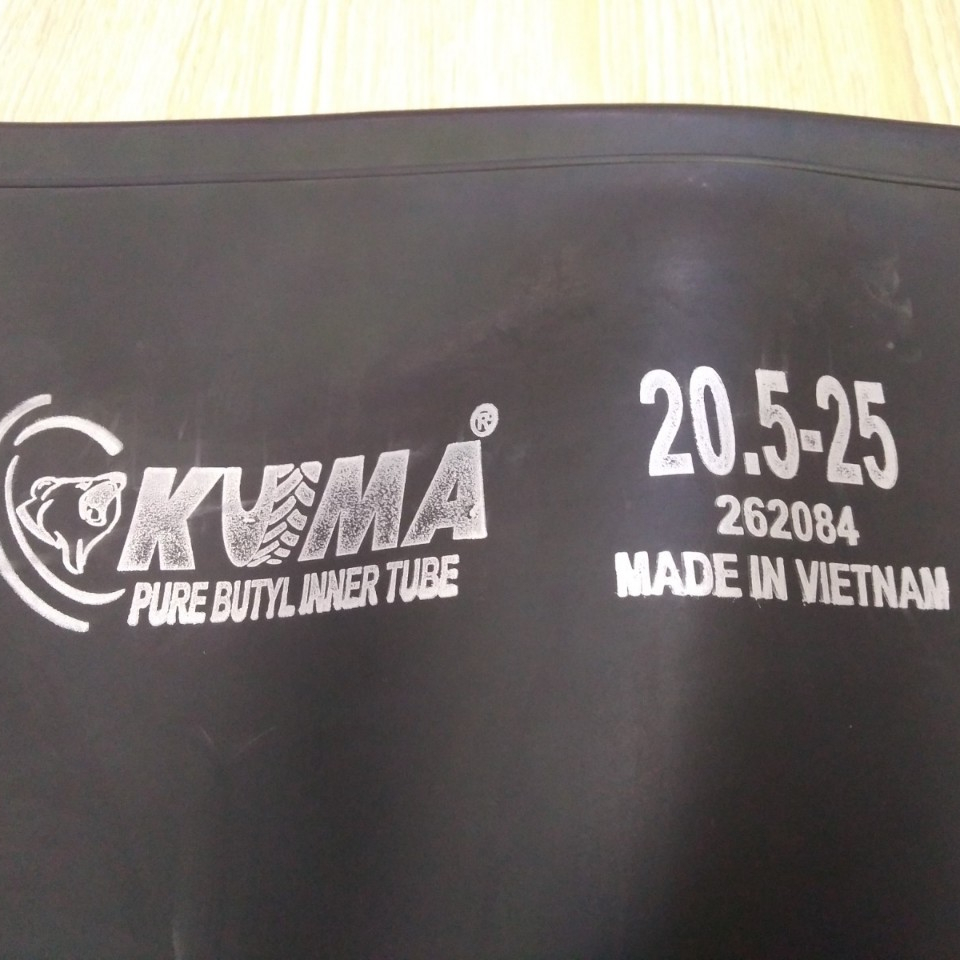 KUMA®
PURE BUTYL INNER TUBE
20.5-25
262084
MADE IN VIETNAM